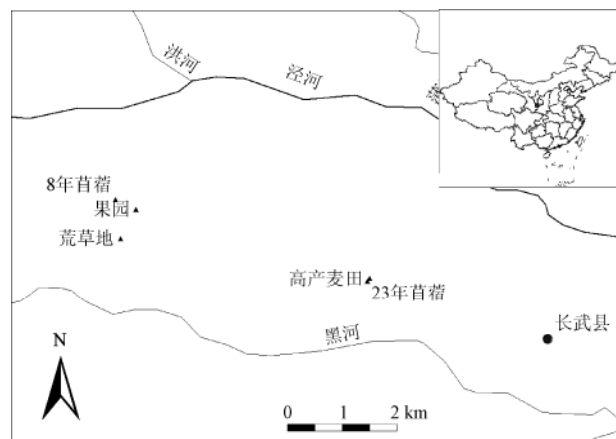 洪河
泾河
8年苜蓿
果园
荒草地
高产麦田
23年苜蓿
长武县
黑河
N
0 1 2 km